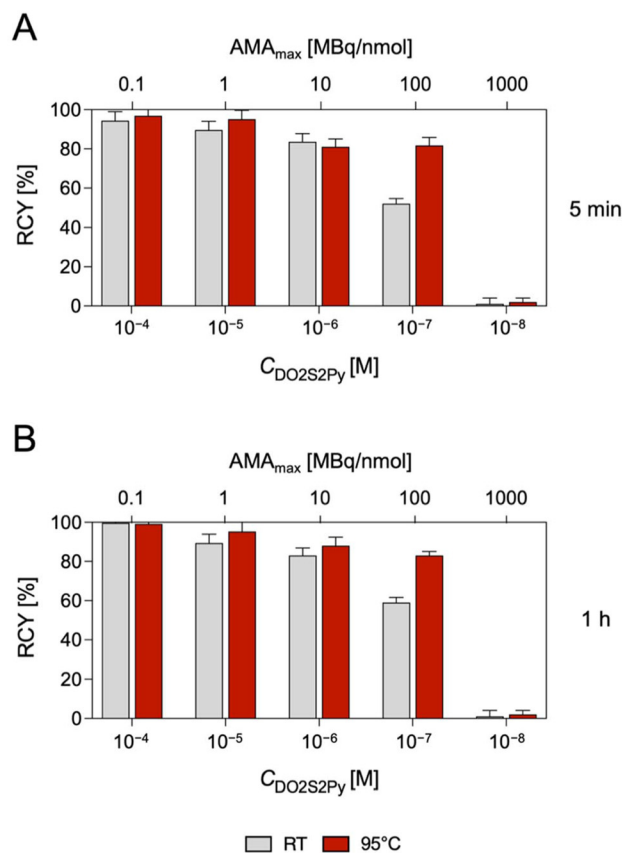 A
AMAmax [MBq/nmol]
0.1 1 10 100 1000
100
80
60
40
20
0
RCY [%]
5 min
10⁻⁴ 10⁻⁵ 10⁻⁶ 10⁻⁷ 10⁻⁸
CDO2S2Py [M]
B
AMAmax [MBq/nmol]
0.1 1 10 100 1000
100
80
60
40
20
0
RCY [%]
1 h
10⁻⁴ 10⁻⁵ 10⁻⁶ 10⁻⁷ 10⁻⁸
CDO2S2Py [M]
RT 95°C